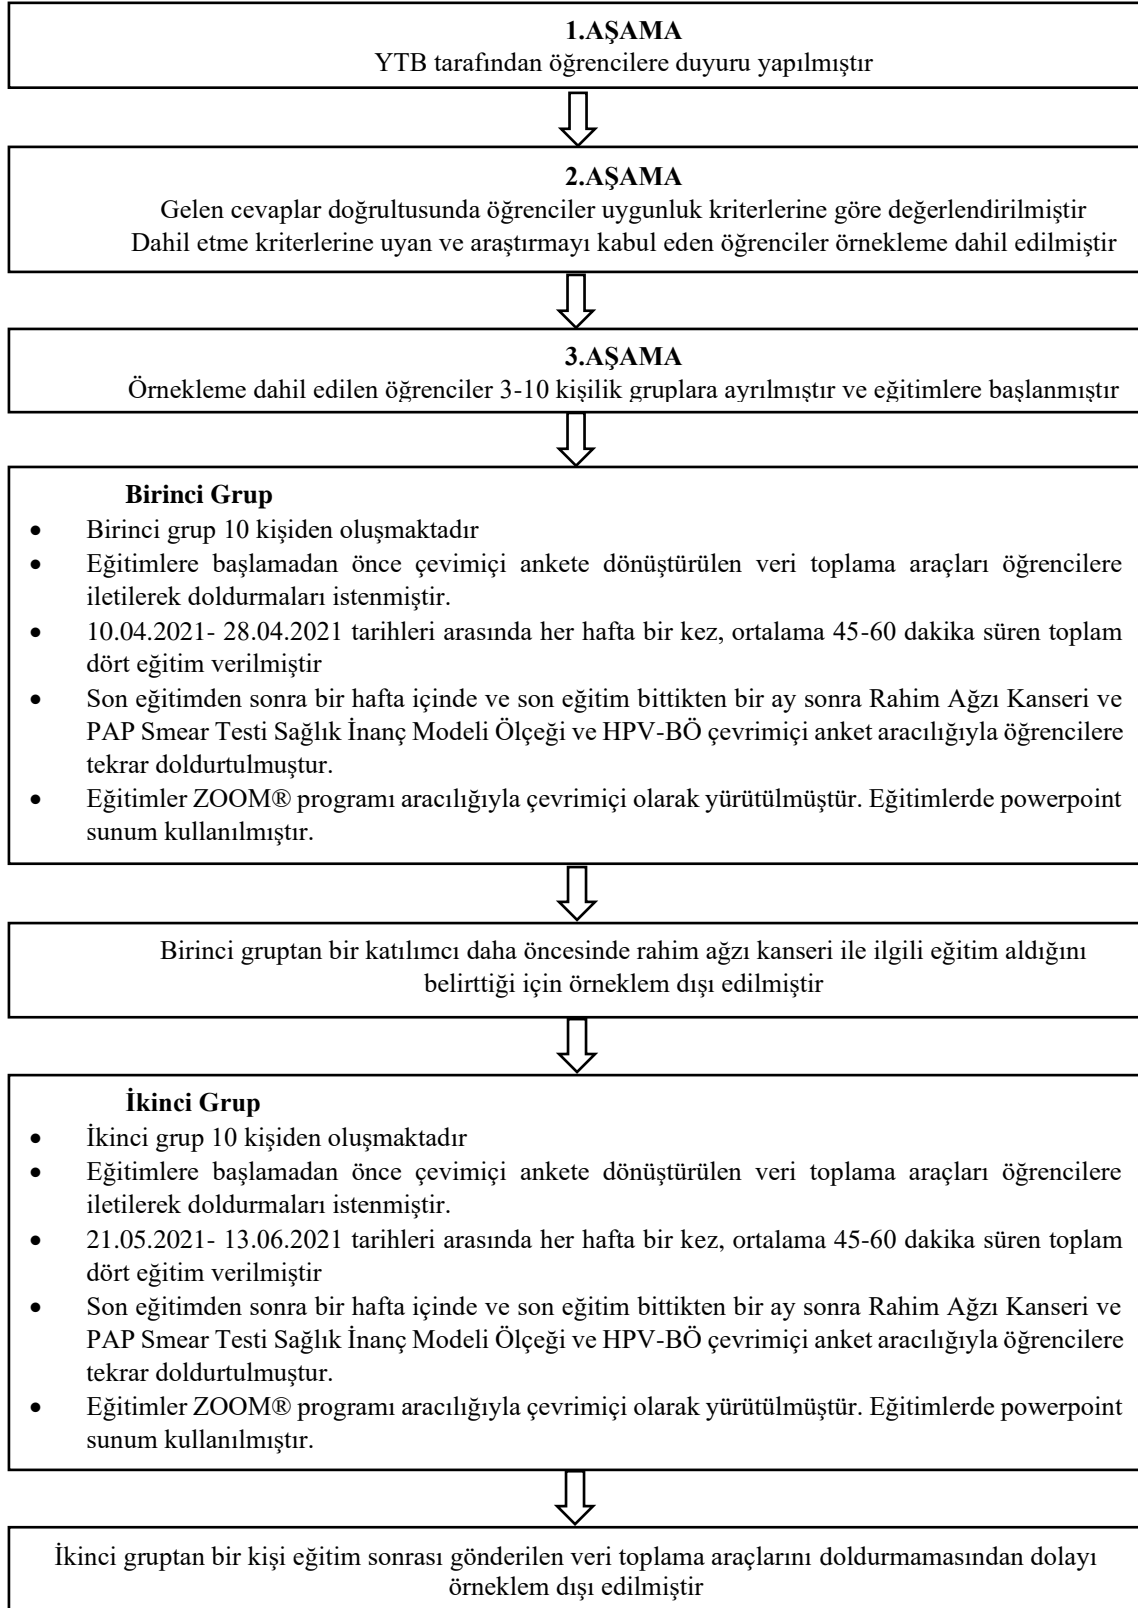 1.AŞAMA
YTB tarafından öğrencilere duyuru yapılmıştır
2.AŞAMA
Gelen cevaplar doğrultusunda öğrenciler uygunluk kriterlerine göre değerlendirilmiştir
Dahil etme kriterlerine uyan ve araştırmayı kabul eden öğrenciler örnekleme dahil edilmiştir
3.AŞAMA
Örnekleme dahil edilen öğrenciler 3-10 kişilik gruplara ayrılmıştır ve eğitimlere başlanmıştır
Birinci Grup
• Birinci grup 10 kişiden oluşmaktadır
• Eğitimlere başlamadan önce çevimiçi ankete dönüştürülen veri toplama araçları öğrencilere
iletilerek doldurmaları istenmiştir.
• 10.04.2021- 28.04.2021 tarihleri arasında her hafta bir kez, ortalama 45-60 dakika süren toplam
dört eğitim verilmiştir
• Son eğitimden sonra bir hafta içinde ve son eğitim bittikten bir ay sonra Rahim Ağzı Kanseri ve
PAP Smear Testi Sağlık İnanç Modeli Ölçeği ve HPV-BÖ çevrimiçi anket aracılığıyla öğrencilere
tekrar doldurtulmuştur.
• Eğitimler ZOOM® programı aracılığıyla çevrimiçi olarak yürütülmüştür. Eğitimlerde powerpoint
sunum kullanılmıştır.
Birinci gruptan bir katılımcı daha öncesinde rahim ağzı kanseri ile ilgili eğitim aldığını
belirttiği için örneklem dışı edilmiştir
İkinci Grup
• İkinci grup 10 kişiden oluşmaktadır
• Eğitimlere başlamadan önce çevimiçi ankete dönüştürülen veri toplama araçları öğrencilere
iletilerek doldurmaları istenmiştir.
• 21.05.2021- 13.06.2021 tarihleri arasında her hafta bir kez, ortalama 45-60 dakika süren toplam
dört eğitim verilmiştir
• Son eğitimden sonra bir hafta içinde ve son eğitim bittikten bir ay sonra Rahim Ağzı Kanseri ve
PAP Smear Testi Sağlık İnanç Modeli Ölçeği ve HPV-BÖ çevrimiçi anket aracılığıyla öğrencilere
tekrar doldurtulmuştur.
• Eğitimler ZOOM® programı aracılığıyla çevrimiçi olarak yürütülmüştür. Eğitimlerde powerpoint
sunum kullanılmıştır.
İkinci gruptan bir kişi eğitim sonrası gönderilen veri toplama araçlarını doldurmamasından dolayı
örneklem dışı edilmiştir